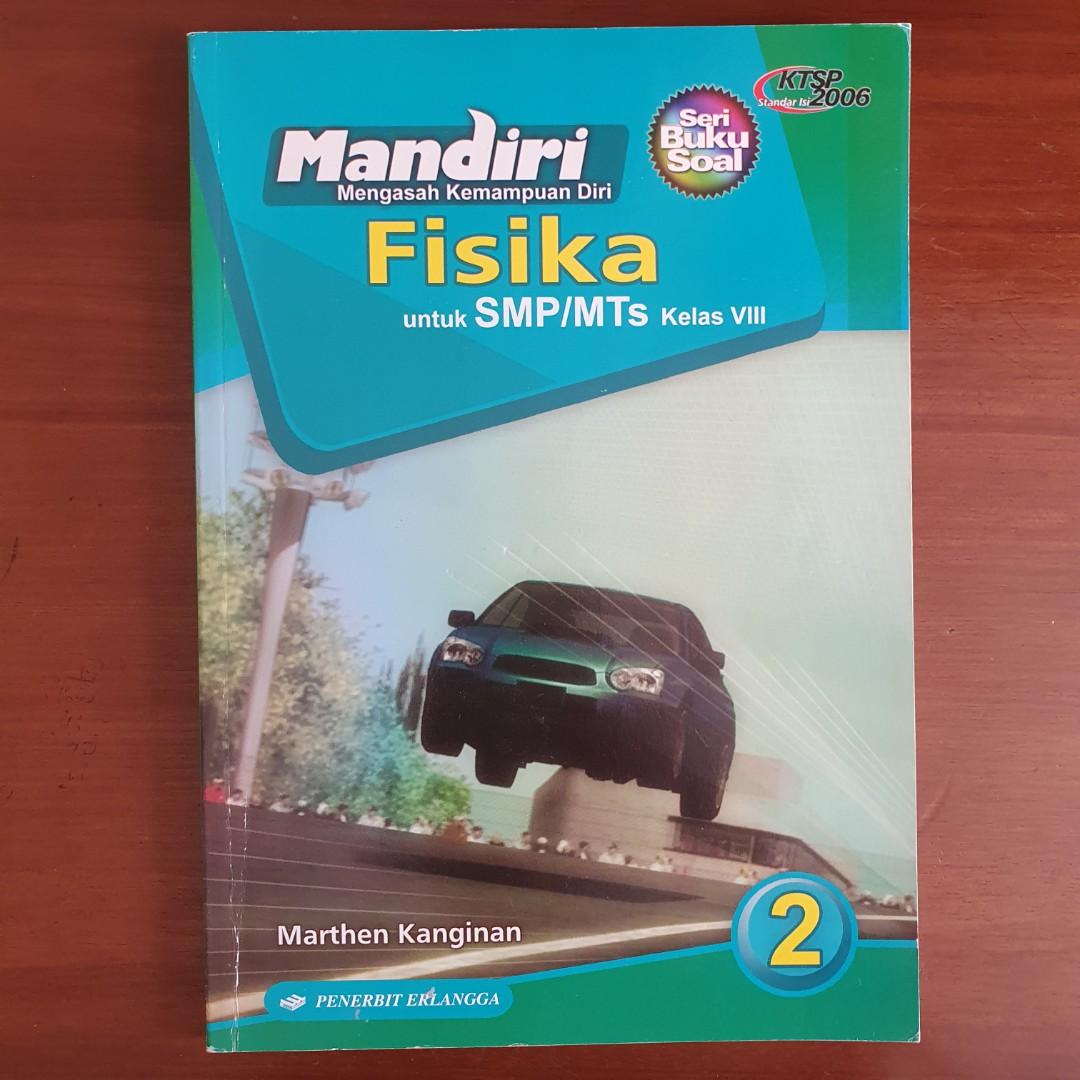 KTSP
Standar Isi 2006
Seri
Buku
Soal
Mandiri
Mengasah Kemampuan Diri
Fisika
untuk SMP/MTs Kelas VIII
Marthen Kanginan
2
PENERBIT ERLANGGA